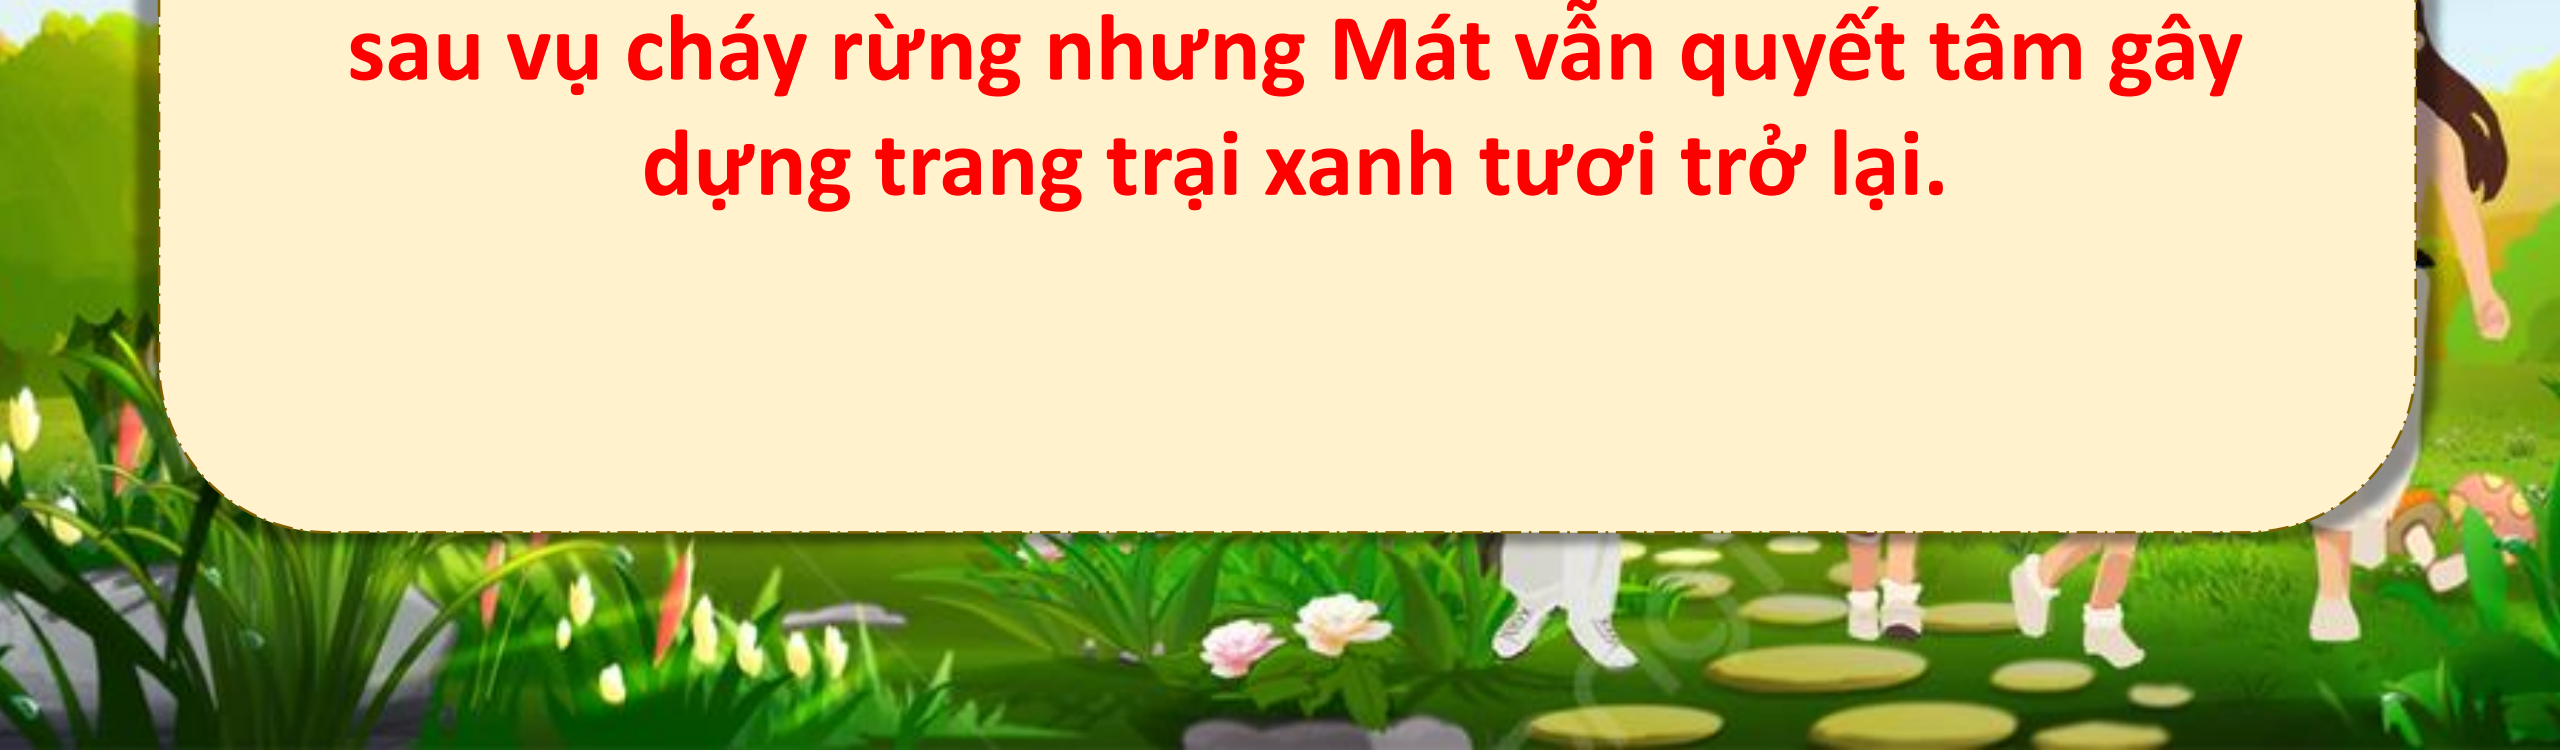 sau vụ cháy rừng nhưng Mát vẫn quyết tâm gây
dựng trang trại xanh tươi trở lại.